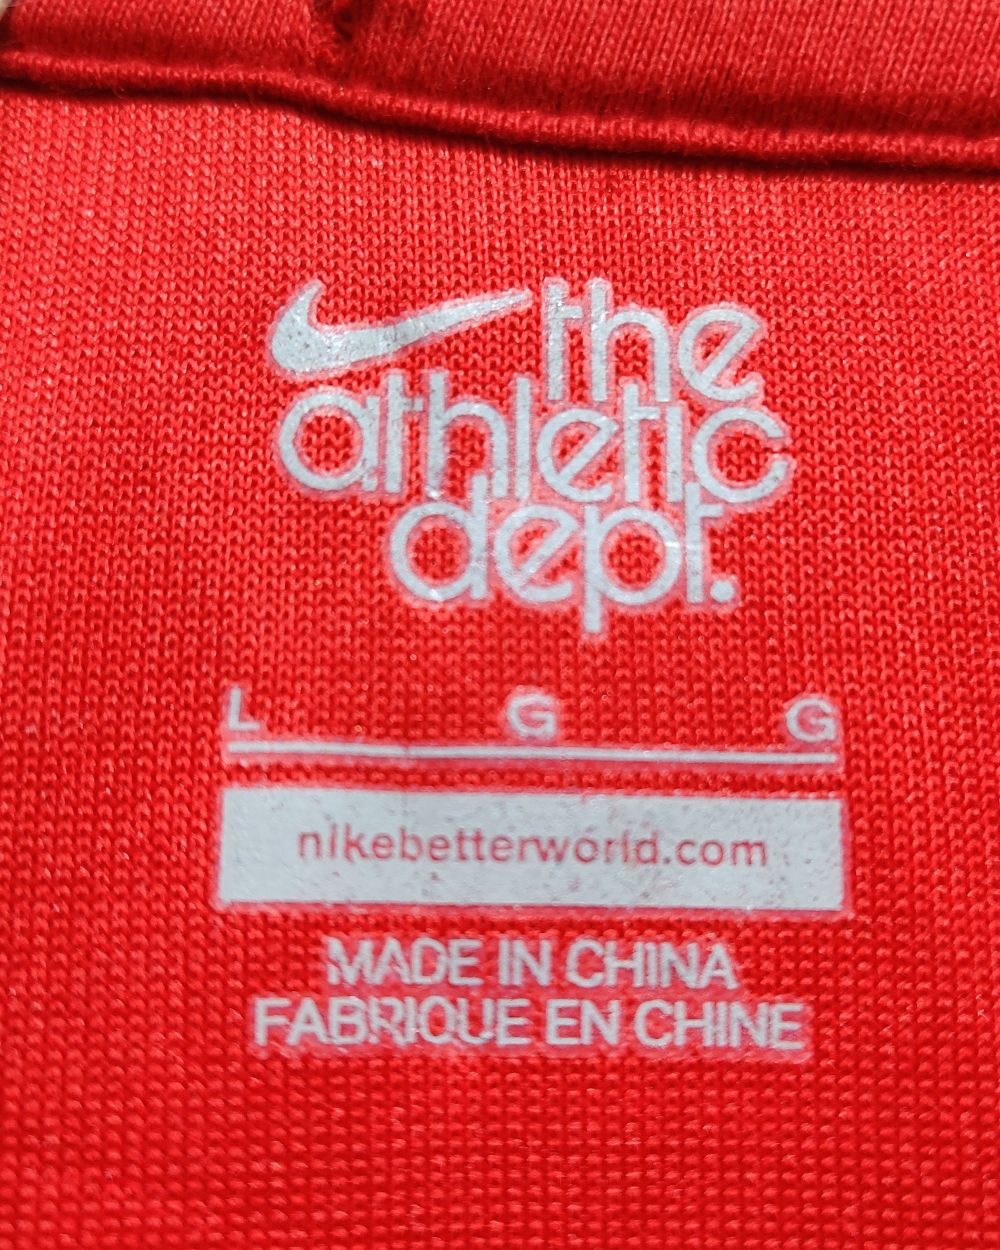 the
athletic
dept.
L G G
nikebetterworld.com
MADE IN CHINA
FABRIQUE EN CHINE